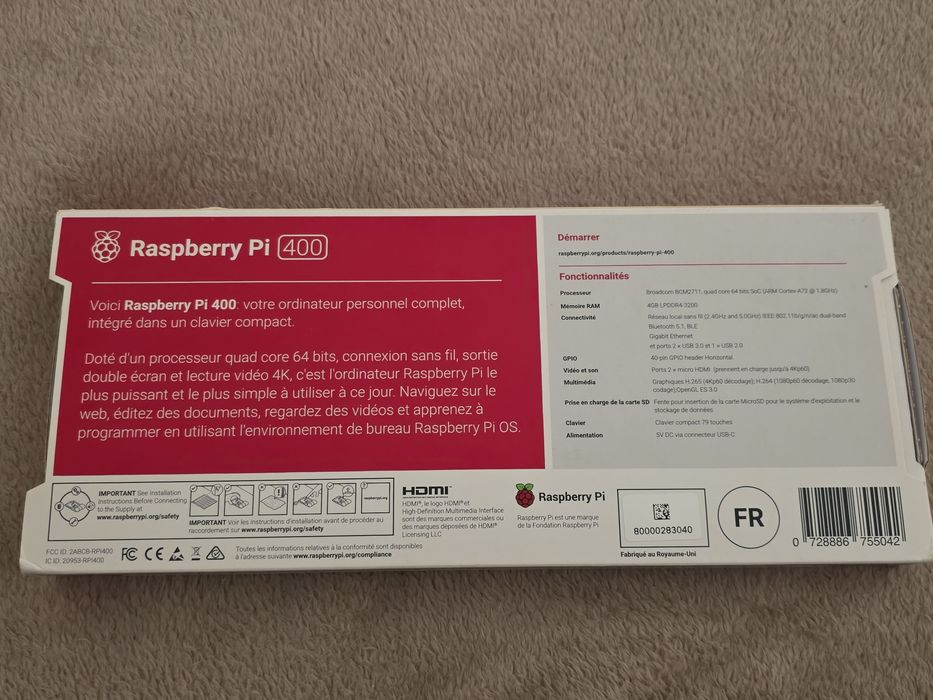 Raspberry Pi 400
Voici Raspberry Pi 400: votre ordinateur personnel complet,
intégré dans un clavier compact.
Doté d'un processeur quad core 64 bits, connexion sans fil, sortie
double écran et lecture vidéo 4K, c'est l'ordinateur Raspberry Pi le
plus puissant et le plus simple à utiliser à ce jour. Naviguez sur le
web, éditez des documents, regardez des vidéos et apprenez à
programmer en utilisant l'environnement de bureau Raspberry Pi OS.
Démarrer
raspberrypi.org/products/raspberry-pi-400
Fonctionnalités
Processeur Broadcom BCM2711, quad core 64 bits SoC (ARM Cortex-A72 @ 1.8GHz)
Mémoire RAM 4GB LPDDR4-3200
Connectivité Réseau local sans fil (2.4GHz and 5.0GHz) IEEE 802.11b/g/n/ac dual-band
Bluetooth 5.1, BLE
Gigabit Ethernet
et ports 2 × USB 3.0 et 1 × USB 2.0
GPIO 40-pin GPIO header Horizontal
Vidéo et son Ports 2 × micro HDMI (prennent en charge jusqu'à 4Kp60)
Multimédia Graphiques H.265 (4Kp60 décodage); H.264 (1080p60 décodage, 1080p30
codage);OpenGL ES 3.0
Prise en charge de la carte SD Fente pour insertion de la carte MicroSD pour le système d'exploitation et le
stockage de données
Clavier Clavier compact 79 touches
Alimentation 5V DC via connecteur USB-C
IMPORTANT See Installation
Instructions Before Connecting
to the Supply at
www.raspberrypi.org/safety
raspberrypi.org
IMPORTANT Voir les instructions d'installation avant de procéder au
raccordement sur www.raspberrypi.org/safety
HDMI
HDMI®, le logo HDMI® et
High-Definition Multimedia Interface
sont des marques commerciales ou
des marques déposées de HDMI®
Licensing LLC
Raspberry Pi
Raspberry Pi est une marque
de la Fondation Raspberry Pi
80000283040
Fabriqué au Royaume-Uni
FR
0 728886 755042
FCC ID: 2ABCB-RPI400
IC ID: 20953-RPI400
FC CE
Toutes les informations relatives à la conformité sont disponibles
à l'adresse suivante www.raspberrypi.org/compliance